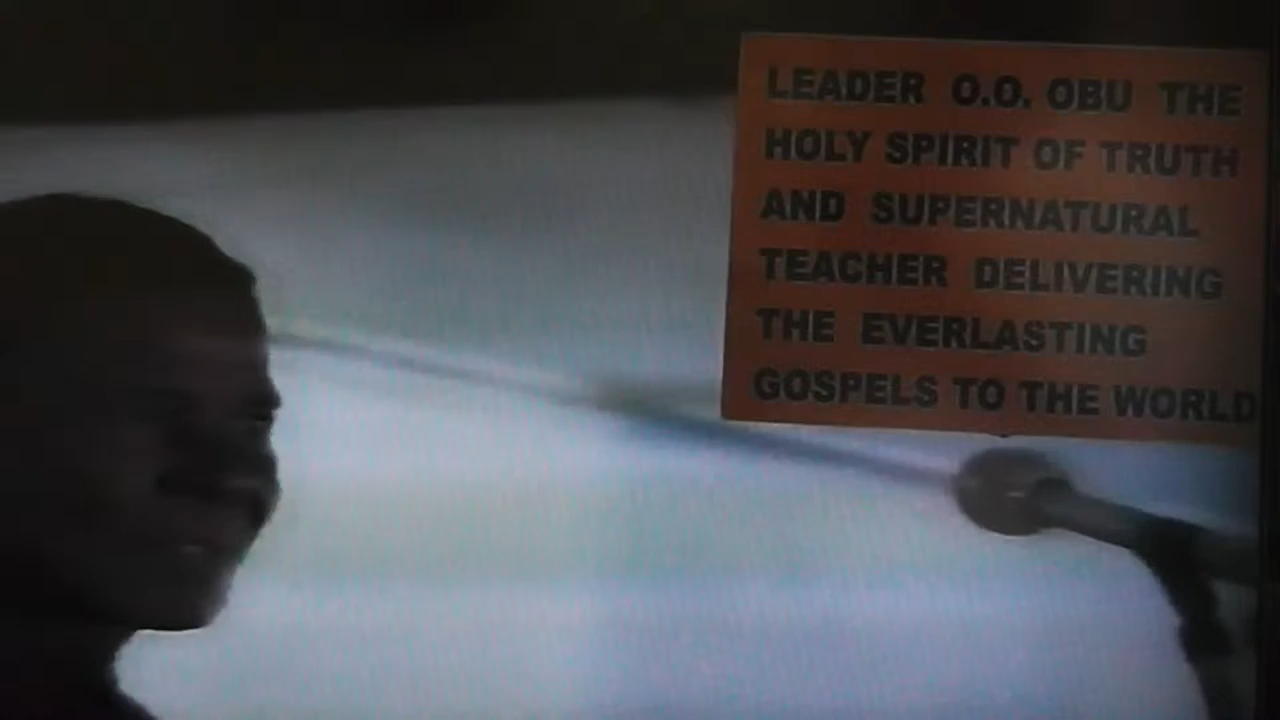 LEADER O.O. OBU THE
HOLY SPIRIT OF TRUTH
AND SUPERNATURAL
TEACHER DELIVERING
THE EVERLASTING
GOSPELS TO THE WORLD